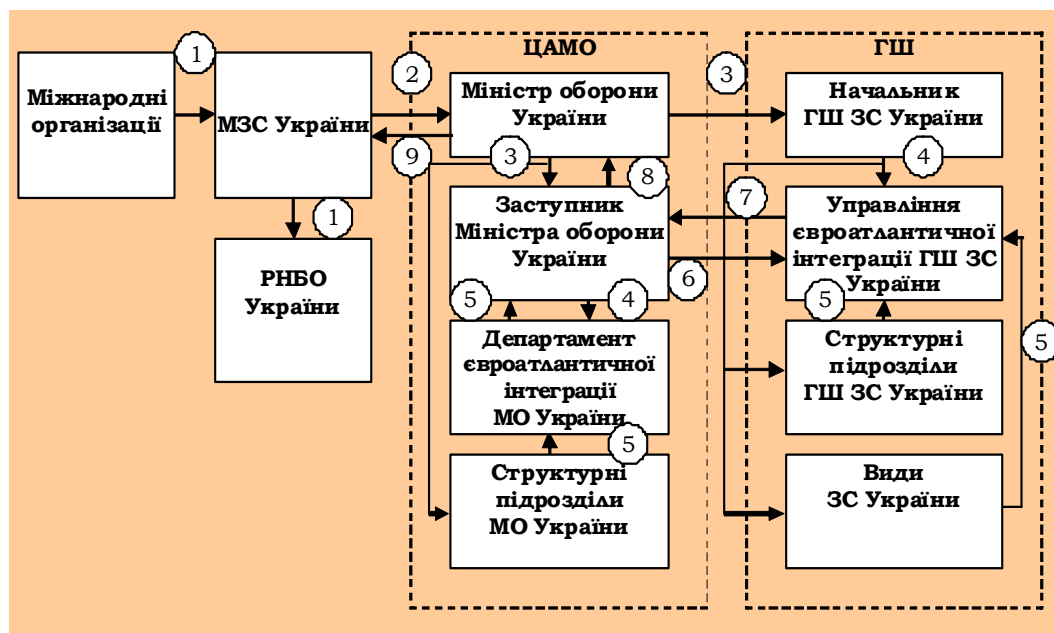 1
Міжнародні
організації
МЗС України
1
РНБО
України
ЦАМО
2
Міністр оборони
України
9
3
8
Заступник
Міністра оборони
України
5
4
Департамент
євроатлантичної
інтеграції
МО України
5
Структурні
підрозділи
МО України
ГШ
3
Начальник
ГШ ЗС України
4
7
6
Управління
євроатлантичної
інтеграції ГШ ЗС
України
5
Структурні
підрозділи
ГШ ЗС України
5
Види
ЗС України